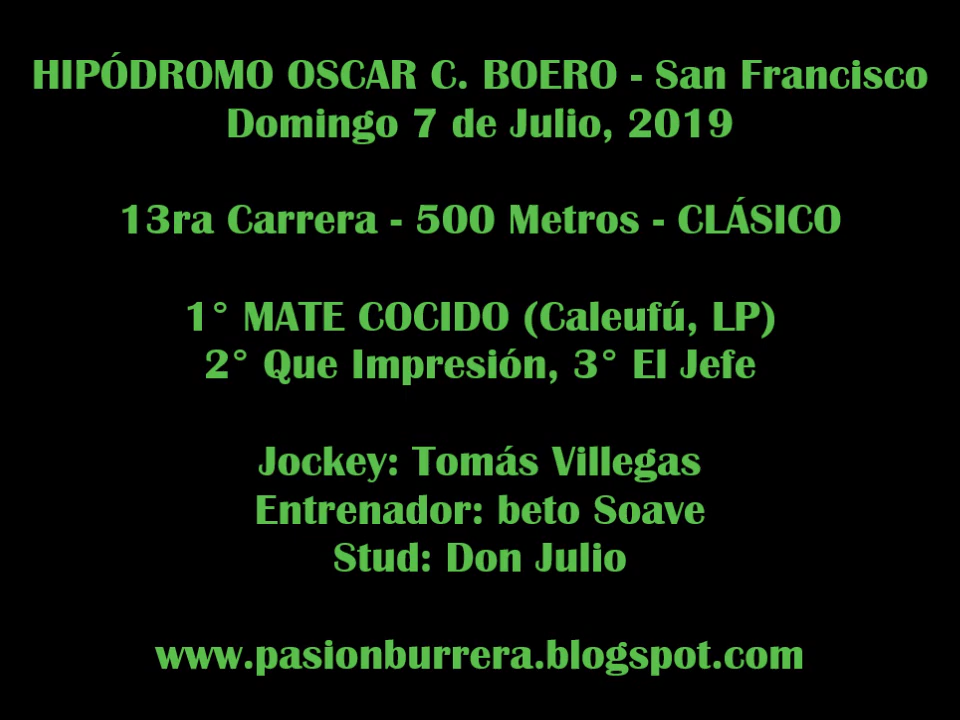 HIPÓDROMO OSCAR C. BOERO - San Francisco
Domingo 7 de Julio, 2019
13ra Carrera - 500 Metros - CLÁSICO
1° MATE COCIDO (Caleufú, LP)
2° Que Impresión, 3° El Jefe
Jockey: Tomás Villegas
Entrenador: beto Soave
Stud: Don Julio
www.pasionburrera.blogspot.com